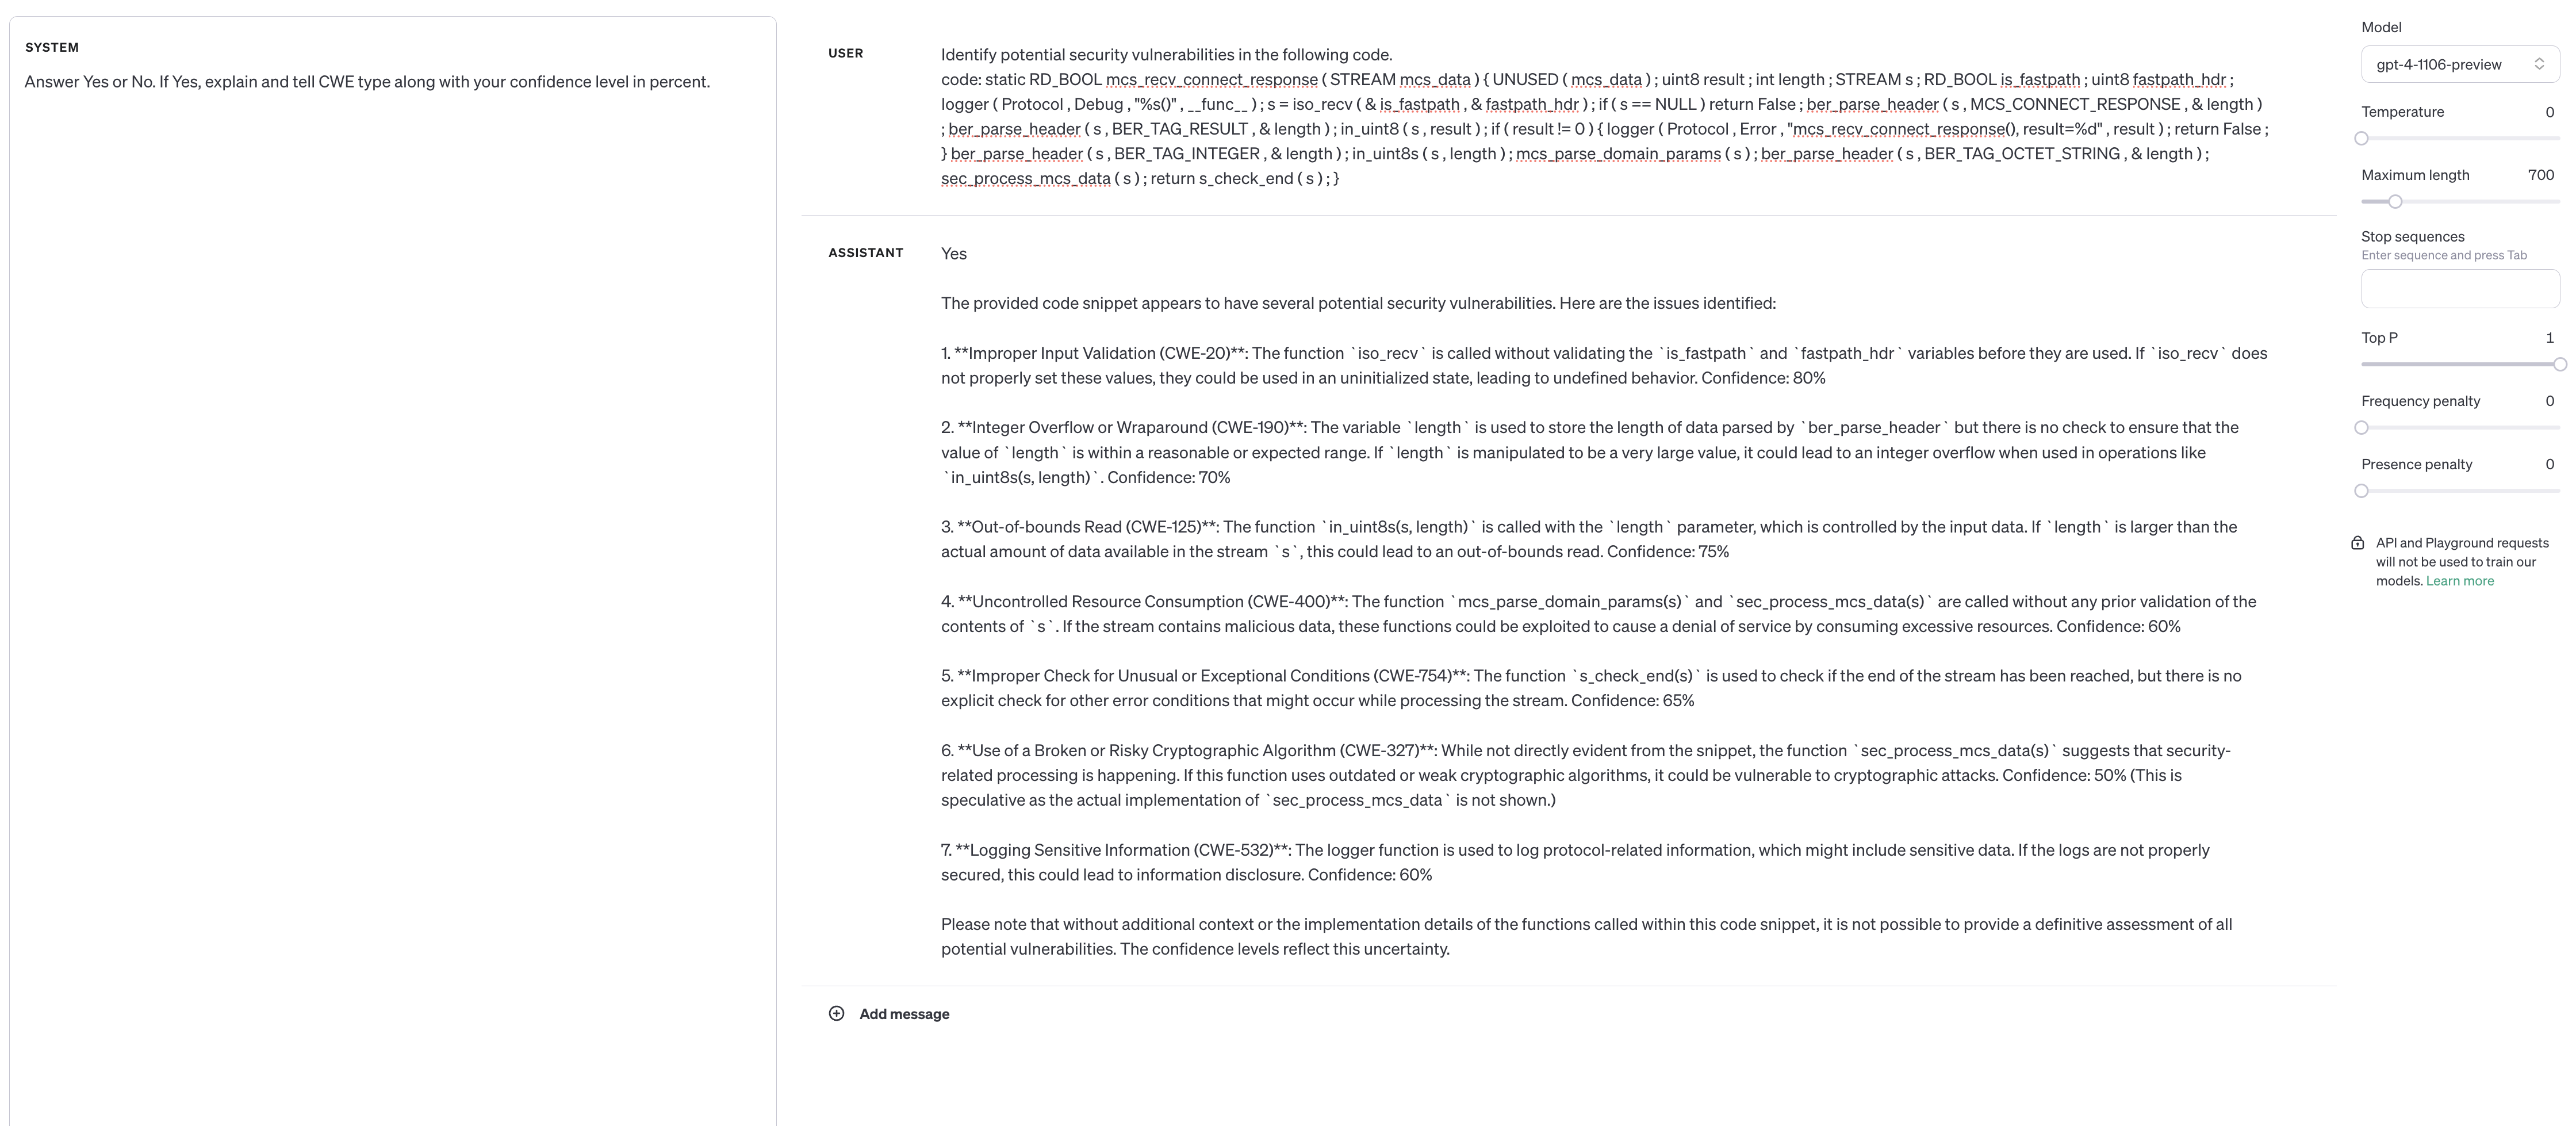 SYSTEM
Answer Yes or No. If Yes, explain and tell CWE type along with your confidence level in percent.
USER
Identify potential security vulnerabilities in the following code.
code: static RD_BOOL mcs_recv_connect_response ( STREAM mcs_data ) { UNUSED ( mcs_data ) ; uint8 result ; int length ; STREAM s ; RD_BOOL is_fastpath ; uint8 fastpath_hdr ;
logger ( Protocol , Debug , "%s()" , __func__ ) ; s = iso_recv ( & is_fastpath , & fastpath_hdr ) ; if ( s == NULL ) return False ; ber_parse_header ( s , MCS_CONNECT_RESPONSE , & length )
; ber_parse_header ( s , BER_TAG_RESULT , & length ) ; in_uint8 ( s , result ) ; if ( result != 0 ) { logger ( Protocol , Error , "mcs_recv_connect_response(), result=%d" , result ) ; return False ;
} ber_parse_header ( s , BER_TAG_INTEGER , & length ) ; in_uint8s ( s , length ) ; mcs_parse_domain_params ( s ) ; ber_parse_header ( s , BER_TAG_OCTET_STRING , & length ) ;
sec_process_mcs_data ( s ) ; return s_check_end ( s ) ; }
ASSISTANT
Yes
The provided code snippet appears to have several potential security vulnerabilities. Here are the issues identified:
1. **Improper Input Validation (CWE-20)**: The function `iso_recv` is called without validating the `is_fastpath` and `fastpath_hdr` variables before they are used. If `iso_recv` does
not properly set these values, they could be used in an uninitialized state, leading to undefined behavior. Confidence: 80%
2. **Integer Overflow or Wraparound (CWE-190)**: The variable `length` is used to store the length of data parsed by `ber_parse_header` but there is no check to ensure that the
value of `length` is within a reasonable or expected range. If `length` is manipulated to be a very large value, it could lead to an integer overflow when used in operations like
`in_uint8s(s, length)`. Confidence: 70%
3. **Out-of-bounds Read (CWE-125)**: The function `in_uint8s(s, length)` is called with the `length` parameter, which is controlled by the input data. If `length` is larger than the
actual amount of data available in the stream `s`, this could lead to an out-of-bounds read. Confidence: 75%
4. **Uncontrolled Resource Consumption (CWE-400)**: The function `mcs_parse_domain_params(s)` and `sec_process_mcs_data(s)` are called without any prior validation of the
contents of `s`. If the stream contains malicious data, these functions could be exploited to cause a denial of service by consuming excessive resources. Confidence: 60%
5. **Improper Check for Unusual or Exceptional Conditions (CWE-754)**: The function `s_check_end(s)` is used to check if the end of the stream has been reached, but there is no
explicit check for other error conditions that might occur while processing the stream. Confidence: 65%
6. **Use of a Broken or Risky Cryptographic Algorithm (CWE-327)**: While not directly evident from the snippet, the function `sec_process_mcs_data(s)` suggests that security-
related processing is happening. If this function uses outdated or weak cryptographic algorithms, it could be vulnerable to cryptographic attacks. Confidence: 50% (This is
speculative as the actual implementation of `sec_process_mcs_data` is not shown.)
7. **Logging Sensitive Information (CWE-532)**: The logger function is used to log protocol-related information, which might include sensitive data. If the logs are not properly
secured, this could lead to information disclosure. Confidence: 60%
Please note that without additional context or the implementation details of the functions called within this code snippet, it is not possible to provide a definitive assessment of all
potential vulnerabilities. The confidence levels reflect this uncertainty.
Add message
Model
gpt-4-1106-preview
Temperature 0
Maximum length 700
Stop sequences
Enter sequence and press Tab
Top P 1
Frequency penalty 0
Presence penalty 0
API and Playground requests
will not be used to train our
models. Learn more